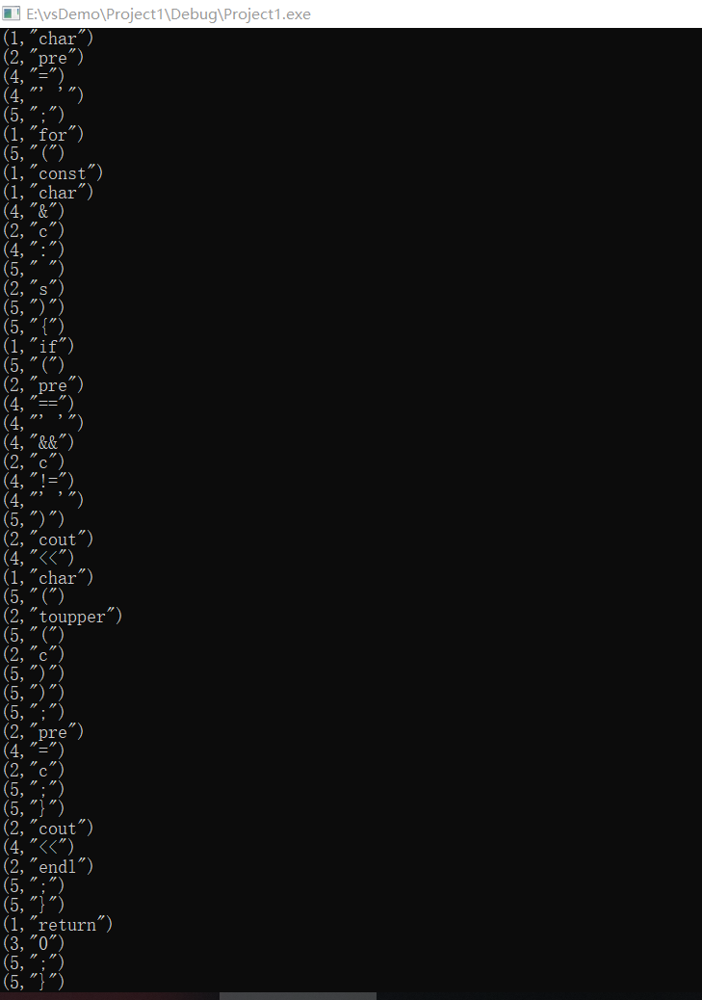 E:\vsDemo\Project1\Debug\Project1.exe
(1,"char")
(2,"pre")
(4,"=")
(4,"' '")
(5,";")
(1,"for")
(5,"(")
(1,"const")
(1,"char")
(4,"&")
(2,"c")
(4,":")
(5," ")
(2,"s")
(5,")")
(5,"{")
(1,"if")
(5,"(")
(2,"pre")
(4,"==")
(4,"' '")
(4,"&&")
(2,"c")
(4,"!=")
(4,"' '")
(5,")")
(2,"cout")
(4,"<<")
(1,"char")
(5,"(")
(2,"toupper")
(5,"(")
(2,"c")
(5,")")
(5,")")
(5,";")
(2,"pre")
(4,"=")
(2,"c")
(5,";")
(5,"}")
(2,"cout")
(4,"<<")
(2,"endl")
(5,";")
(5,"}")
(1,"return")
(3,"0")
(5,";")
(5,"}")